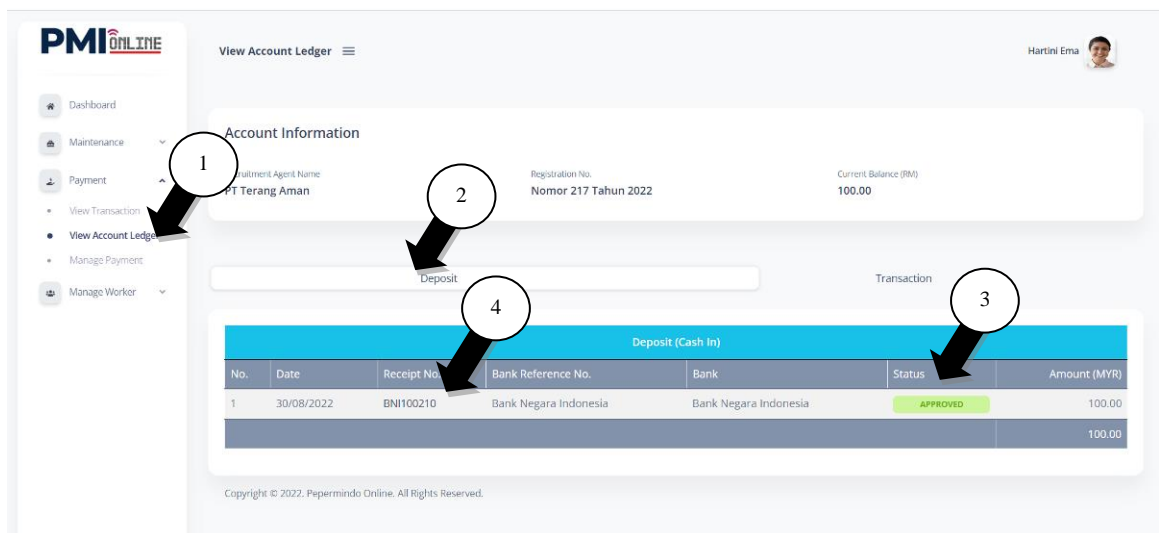 PMI ONLINE
View Account Ledger
Hartini Ema
Dashboard
Maintenance
Payment
View Transaction
View Account Ledge
Manage Payment
Manage Worker
1
2
3
4
Account Information
ruitment Agent Name Registration No. Current Balance (RM)
PT Terang Aman Nomor 217 Tahun 2022 100.00
Deposit Transaction
Deposit (Cash In)
No. Date Receipt No. Bank Reference No. Bank Status Amount (MYR)
1 30/08/2022 BNI100210 Bank Negara Indonesia Bank Negara Indonesia APPROVED 100.00
100.00
Copyright © 2022. Pepermindo Online. All Rights Reserved.